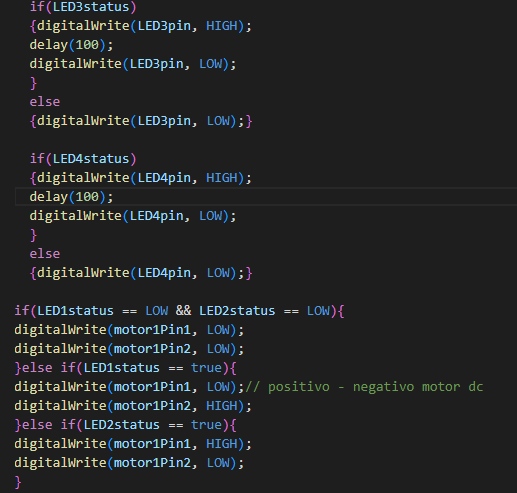 if(LED3status)
{digitalWrite(LED3pin, HIGH);
delay(100);
digitalWrite(LED3pin, LOW);
}
else
{digitalWrite(LED3pin, LOW);}
if(LED4status)
{digitalWrite(LED4pin, HIGH);
delay(100);
digitalWrite(LED4pin, LOW);
}
else
{digitalWrite(LED4pin, LOW);}
if(LED1status == LOW && LED2status == LOW){
digitalWrite(motor1Pin1, LOW);
digitalWrite(motor1Pin2, LOW);
}else if(LED1status == true){
digitalWrite(motor1Pin1, LOW);// positivo - negativo motor dc
digitalWrite(motor1Pin2, HIGH);
}else if(LED2status == true){
digitalWrite(motor1Pin1, HIGH);
digitalWrite(motor1Pin2, LOW);
}